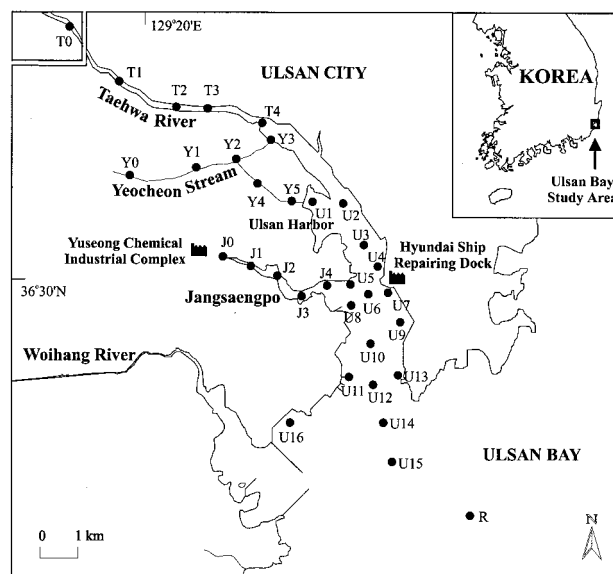 129°20'E
T0
T1
T2
T3
T4
Taehwa River
ULSAN CITY
KOREA
Ulsan Bay
Study Area
Y0
Y1
Y2
Y3
Y4
Y5
Yeocheon Stream
Ulsan Harbor
U1
U2
U3
Yuseong Chemical
Industrial Complex
J0
J1
J2
J3
J4
Jangsaengpo
Hyundai Ship
Repairing Dock
U4
U5
U6
U7
U8
U9
36°30'N
Woihang River
U10
U11
U12
U13
U14
U15
U16
ULSAN BAY
R
0 1 km
N